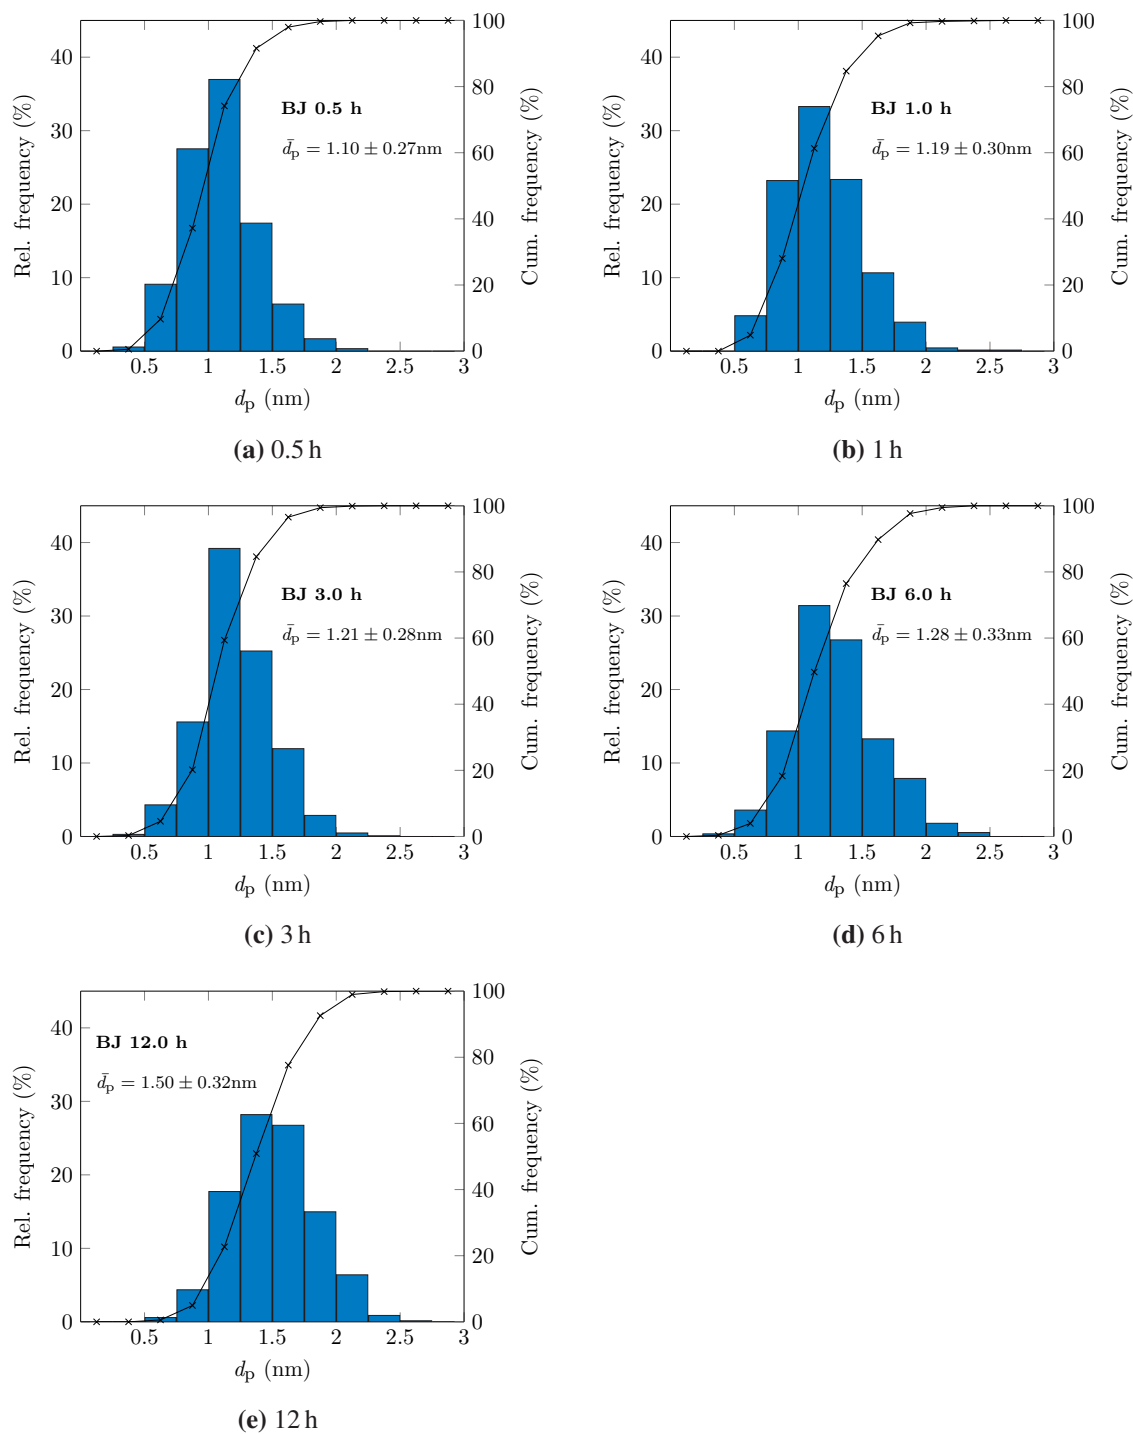 100
40
80
BJ 0.5 h
30
d̄p = 1.10 ± 0.27nm
60
20
40
10
20
0
0
0.5 1 1.5 2 2.5 3
Rel. frequency (%)
Cum. frequency (%)
dp (nm)
(a) 0.5 h
100
40
80
BJ 1.0 h
30
d̄p = 1.19 ± 0.30nm
60
20
40
10
20
0
0
0.5 1 1.5 2 2.5 3
Rel. frequency (%)
Cum. frequency (%)
dp (nm)
(b) 1 h
100
40
80
BJ 3.0 h
30
d̄p = 1.21 ± 0.28nm
60
20
40
10
20
0
0
0.5 1 1.5 2 2.5 3
Rel. frequency (%)
Cum. frequency (%)
dp (nm)
(c) 3 h
100
40
80
BJ 6.0 h
30
d̄p = 1.28 ± 0.33nm
60
20
40
10
20
0
0
0.5 1 1.5 2 2.5 3
Rel. frequency (%)
Cum. frequency (%)
dp (nm)
(d) 6 h
100
40
BJ 12.0 h
80
d̄p = 1.50 ± 0.32nm
30
60
20
40
10
20
0
0
0.5 1 1.5 2 2.5 3
Rel. frequency (%)
Cum. frequency (%)
dp (nm)
(e) 12 h